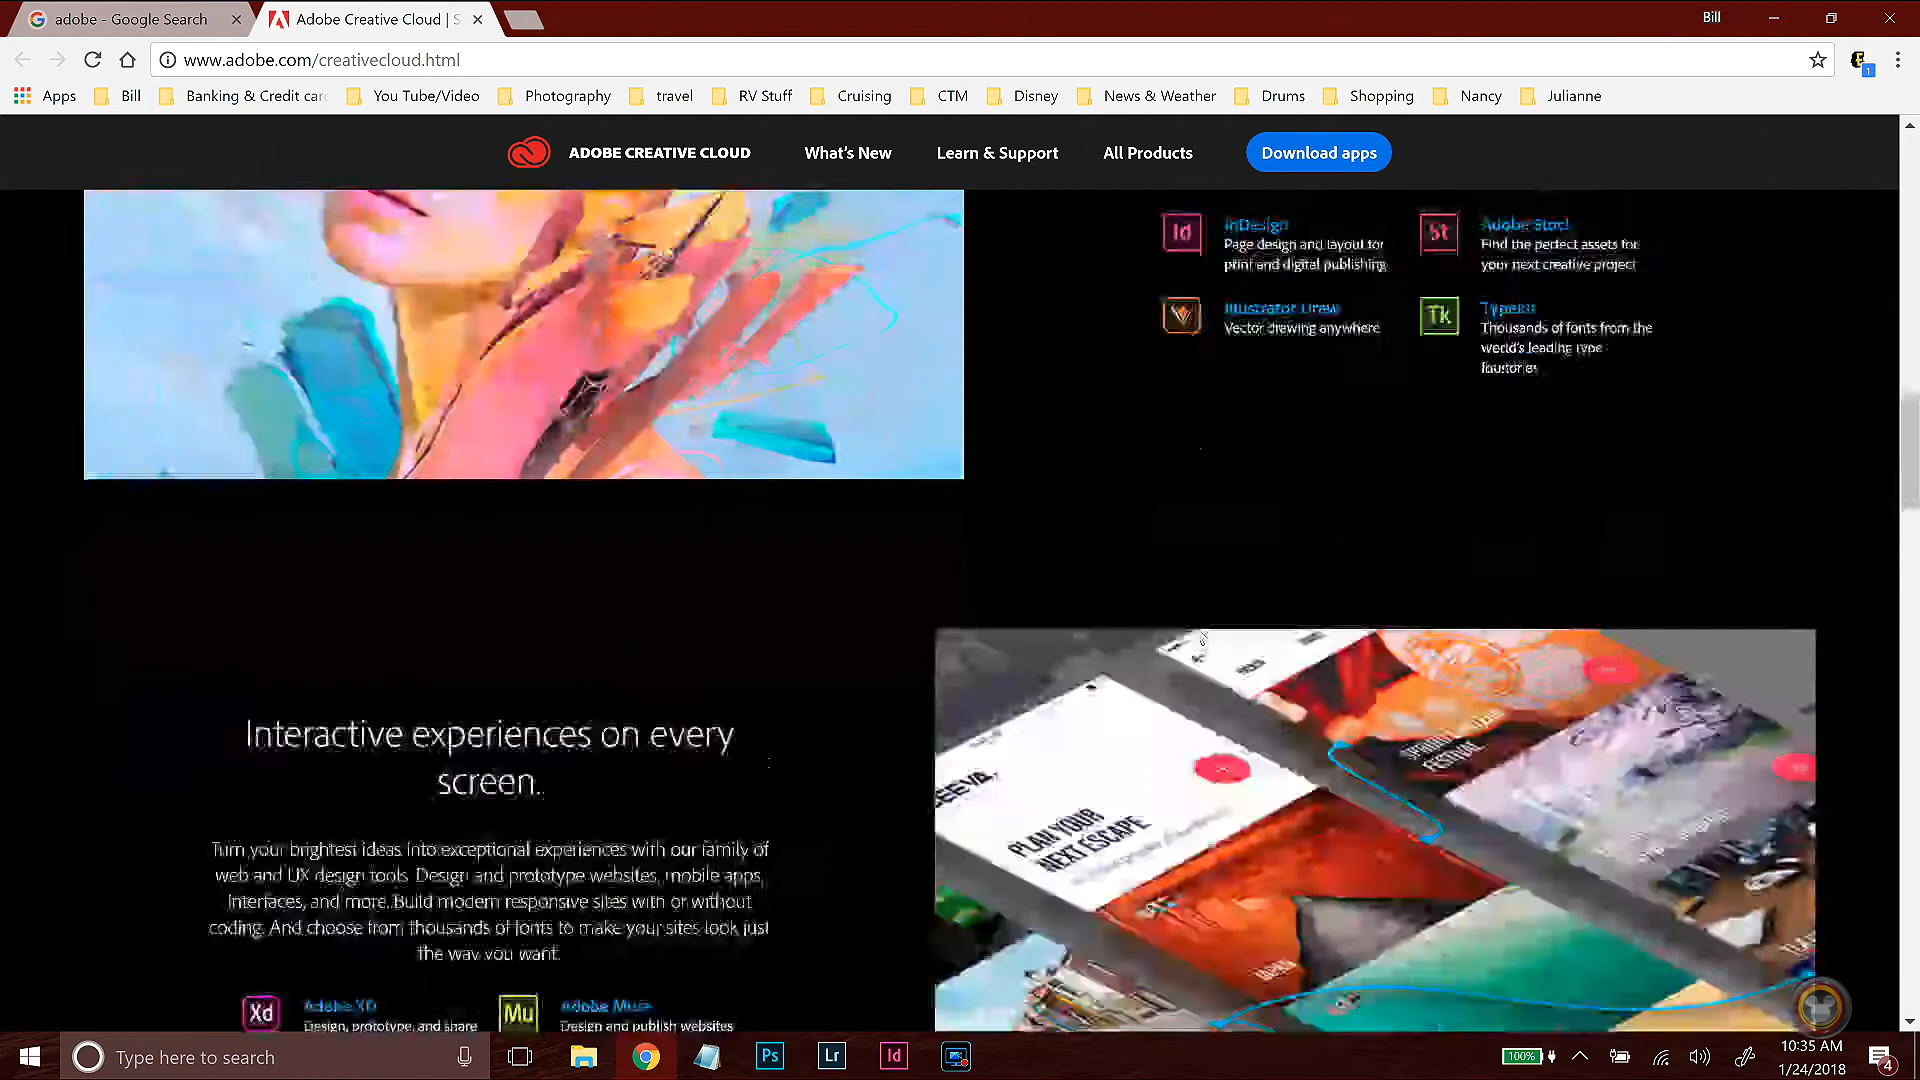 adobe - Google Search
Adobe Creative Cloud | S
Bill
www.adobe.com/creativecloud.html
1
Apps
Bill
Banking & Credit car
You Tube/Video
Photography
travel
RV Stuff
Cruising
CTM
Disney
News & Weather
Drums
Shopping
Nancy
Julianne
ADOBE CREATIVE CLOUD
What's New
Learn & Support
All Products
Download apps
Id
InDesign
Page design and layout for
print and digital publishing
St
Adobe Stock
Find the perfect assets for
your next creative project
Illustrator Draw
Vector drawing anywhere
Tk
Typekit
Thousands of fonts from the
world's leading type
foundries
PLAN YOUR
NEXT ESCAPE
FESTIVAL
Interactive experiences on every
screen.
Turn your brightest ideas into exceptional experiences with our family of
web and UX design tools. Design and prototype websites, mobile apps,
interfaces, and more. Build modern responsive sites with or without
coding. And choose from thousands of fonts to make your sites look just
the way you want.
Xd
Adobe XD
Design, prototype, and share
Mu
Adobe Muse
Design and publish websites
Type here to search
Ps
Lr
Id
100%
10:35 AM
1/24/2018
4